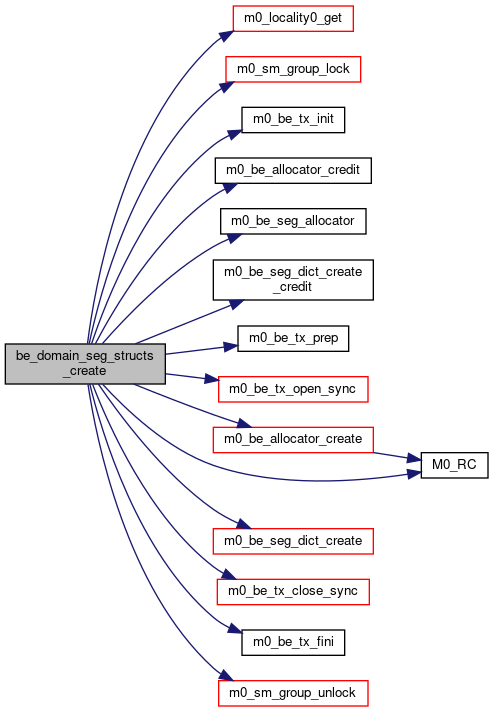 m0_locality0_get
m0_sm_group_lock
m0_be_tx_init
m0_be_allocator_credit
m0_be_seg_allocator
m0_be_seg_dict_create
_credit
m0_be_tx_prep
be_domain_seg_structs
_create
m0_be_tx_open_sync
m0_be_allocator_create
M0_RC
m0_be_seg_dict_create
m0_be_tx_close_sync
m0_be_tx_fini
m0_sm_group_unlock